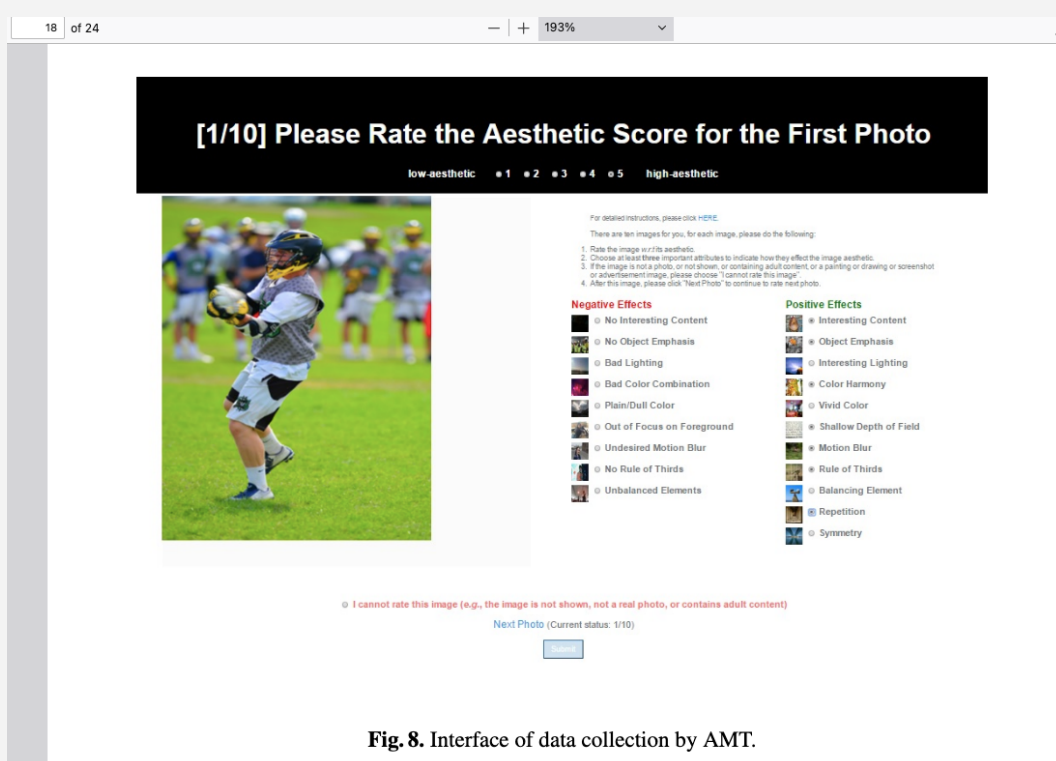 18 of 24
193%
[1/10] Please Rate the Aesthetic Score for the First Photo
low-aesthetic 1 2 3 4 5 high-aesthetic
For detailed instructions, please click HERE.
There are ten images for you, for each image, please do the following:
1. Rate the image w.r.t its aesthetic.
2. Choose at least three important attributes to indicate how they effect the image aesthetic.
3. If the image is not a photo, or not shown, or containing adult content, or a painting or drawing or screenshot
or advertisement image, please choose "I cannot rate this image".
4. After this image, please click "Next Photo" to continue to rate next photo.
Negative Effects
No Interesting Content
No Object Emphasis
Bad Lighting
Bad Color Combination
Plain/Dull Color
Out of Focus on Foreground
Undesired Motion Blur
No Rule of Thirds
Unbalanced Elements
Positive Effects
Interesting Content
Object Emphasis
Interesting Lighting
Color Harmony
Vivid Color
Shallow Depth of Field
Motion Blur
Rule of Thirds
Balancing Element
Repetition
Symmetry
I cannot rate this image (e.g., the image is not shown, not a real photo, or contains adult content)
Next Photo (Current status: 1/10)
Submit
Fig. 8. Interface of data collection by AMT.